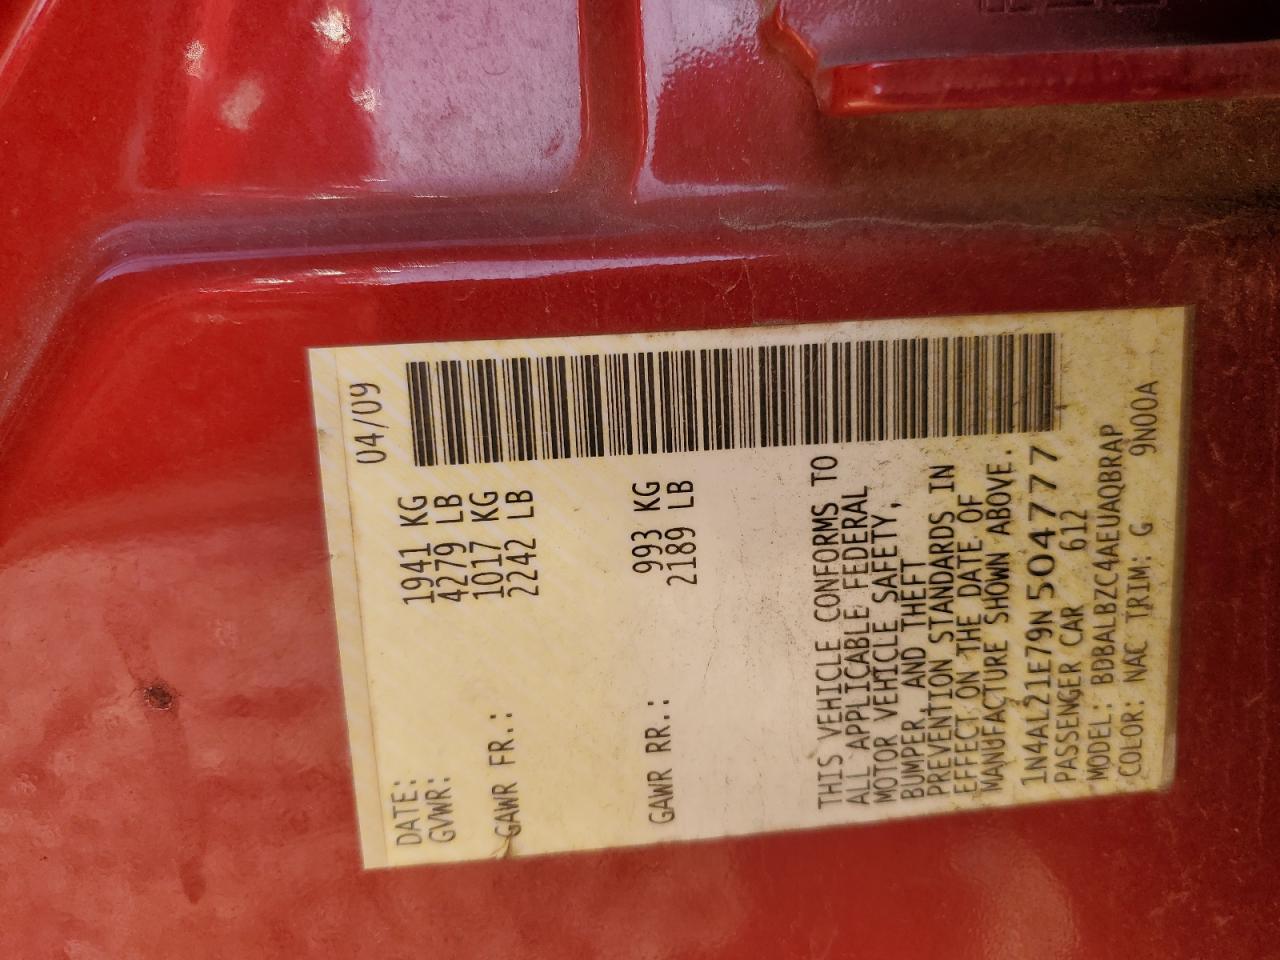 04/09
DATE:
GVWR: 1941 KG
4279 LB
GAWR FR.: 1017 KG
2242 LB
GAWR RR.: 993 KG
2189 LB
THIS VEHICLE CONFORMS TO
ALL APPLICABLE FEDERAL
MOTOR VEHICLE SAFETY,
BUMPER, AND THEFT
PREVENTION STANDARDS IN
EFFECT ON THE DATE OF
MANUFACTURE SHOWN ABOVE.
1N4AL21E79N504777
PASSENGER CAR 612
MODEL: BDBALBZC4AEUAQBRAP
COLOR: NAC TRIM: G 9N00A